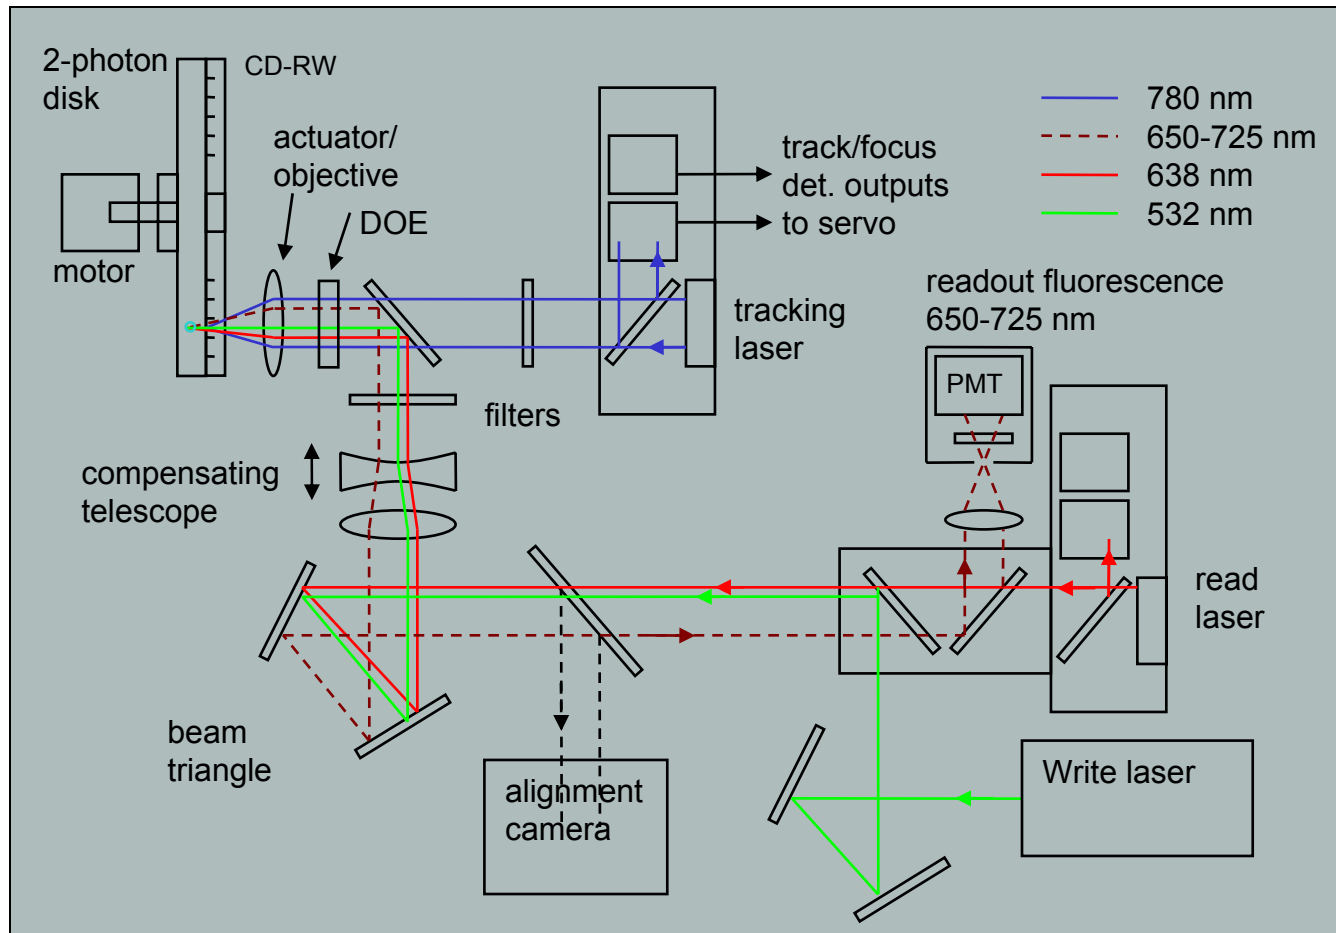 2-photon
disk
CD-RW
actuator/
objective
DOE
motor
track/focus
det. outputs
to servo
780 nm
650-725 nm
638 nm
532 nm
tracking
laser
readout fluorescence
650-725 nm
PMT
filters
compensating
telescope
read
laser
beam
triangle
alignment
camera
Write laser